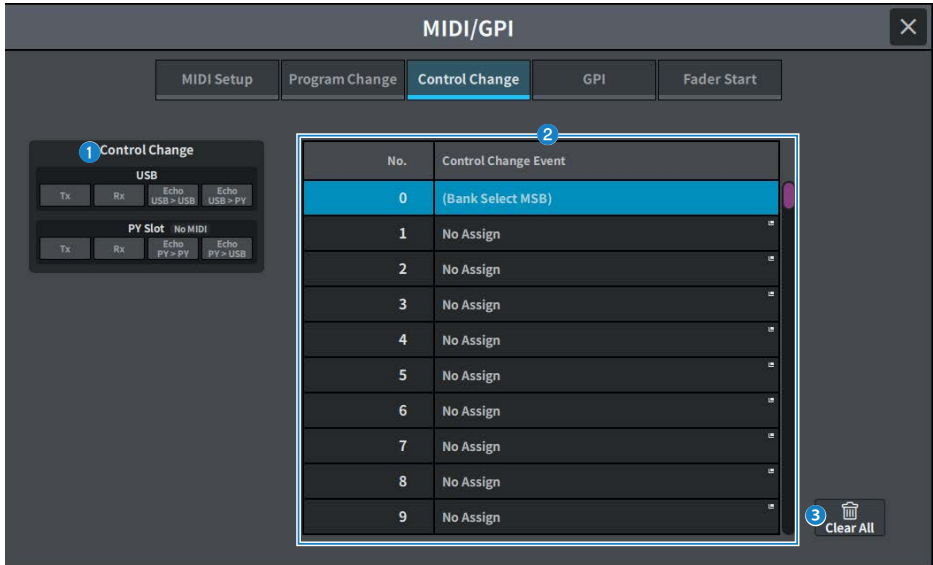 MIDI/GPI
MIDI Setup Program Change Control Change GPI Fader Start
1 Control Change
USB
Tx Rx Echo USB > USB Echo USB > PY
PY Slot No MIDI
Tx Rx Echo PY > PY Echo PY > USB
2
No. Control Change Event
0 (Bank Select MSB)
1 No Assign
2 No Assign
3 No Assign
4 No Assign
5 No Assign
6 No Assign
7 No Assign
8 No Assign
9 No Assign
3 Clear All